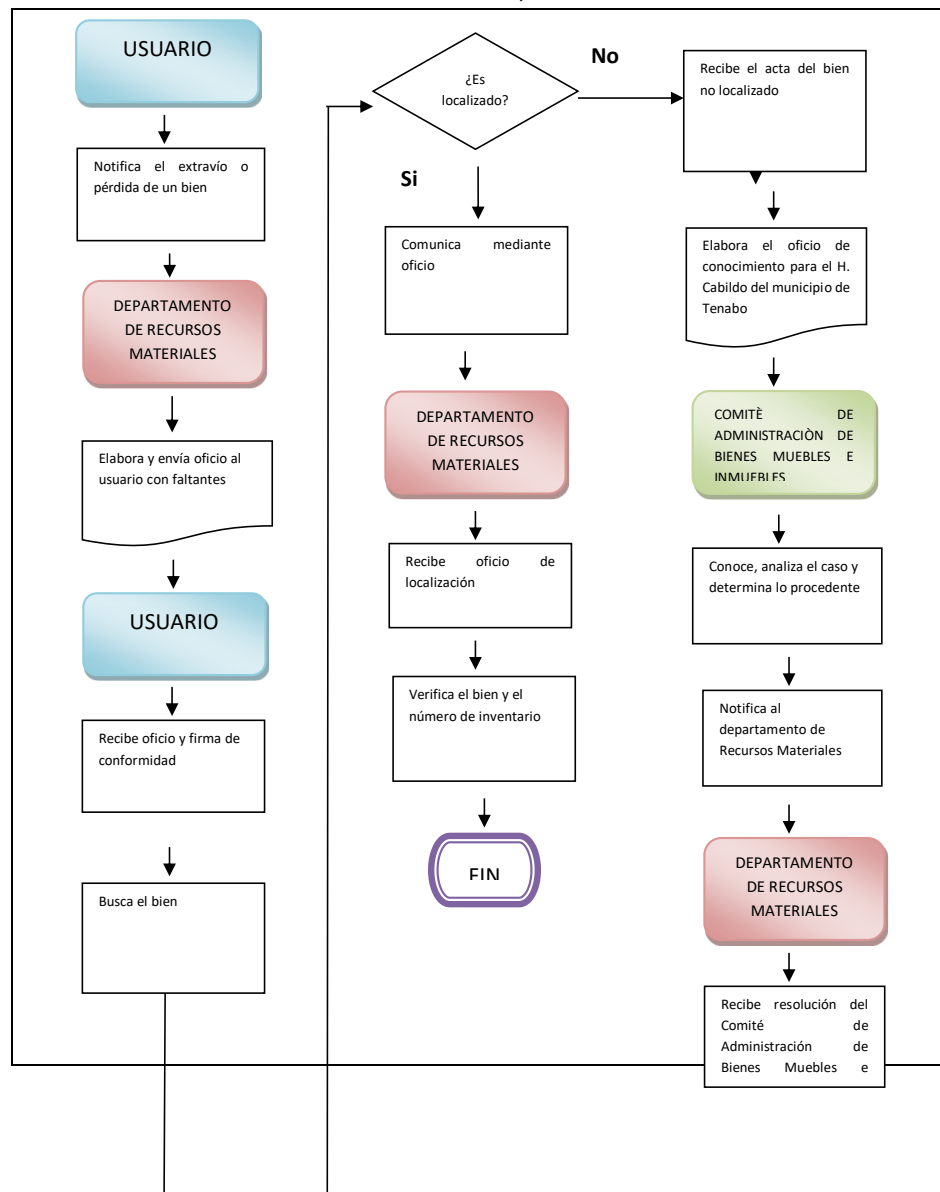 USUARIO
Notifica el extravío o
pérdida de un bien
DEPARTAMENTO
DE RECURSOS
MATERIALES
Elabora y envía oficio al
usuario con faltantes
USUARIO
Recibe oficio y firma de
conformidad
Busca el bien
¿Es
localizado?
No
Si
Comunica mediante
oficio
DEPARTAMENTO
DE RECURSOS
MATERIALES
Recibe oficio de
localización
Verifica el bien y el
número de inventario
FIN
Recibe el acta del bien
no localizado
Elabora el oficio de
conocimiento para el H.
Cabildo del municipio de
Tenabo
COMITÈ DE
ADMINISTRACIÒN DE
BIENES MUEBLES E
INMUEBLES
Conoce, analiza el caso y
determina lo procedente
Notifica al
departamento de
Recursos Materiales
DEPARTAMENTO
DE RECURSOS
MATERIALES
Recibe resolución del
Comité de
Administración de
Bienes Muebles e